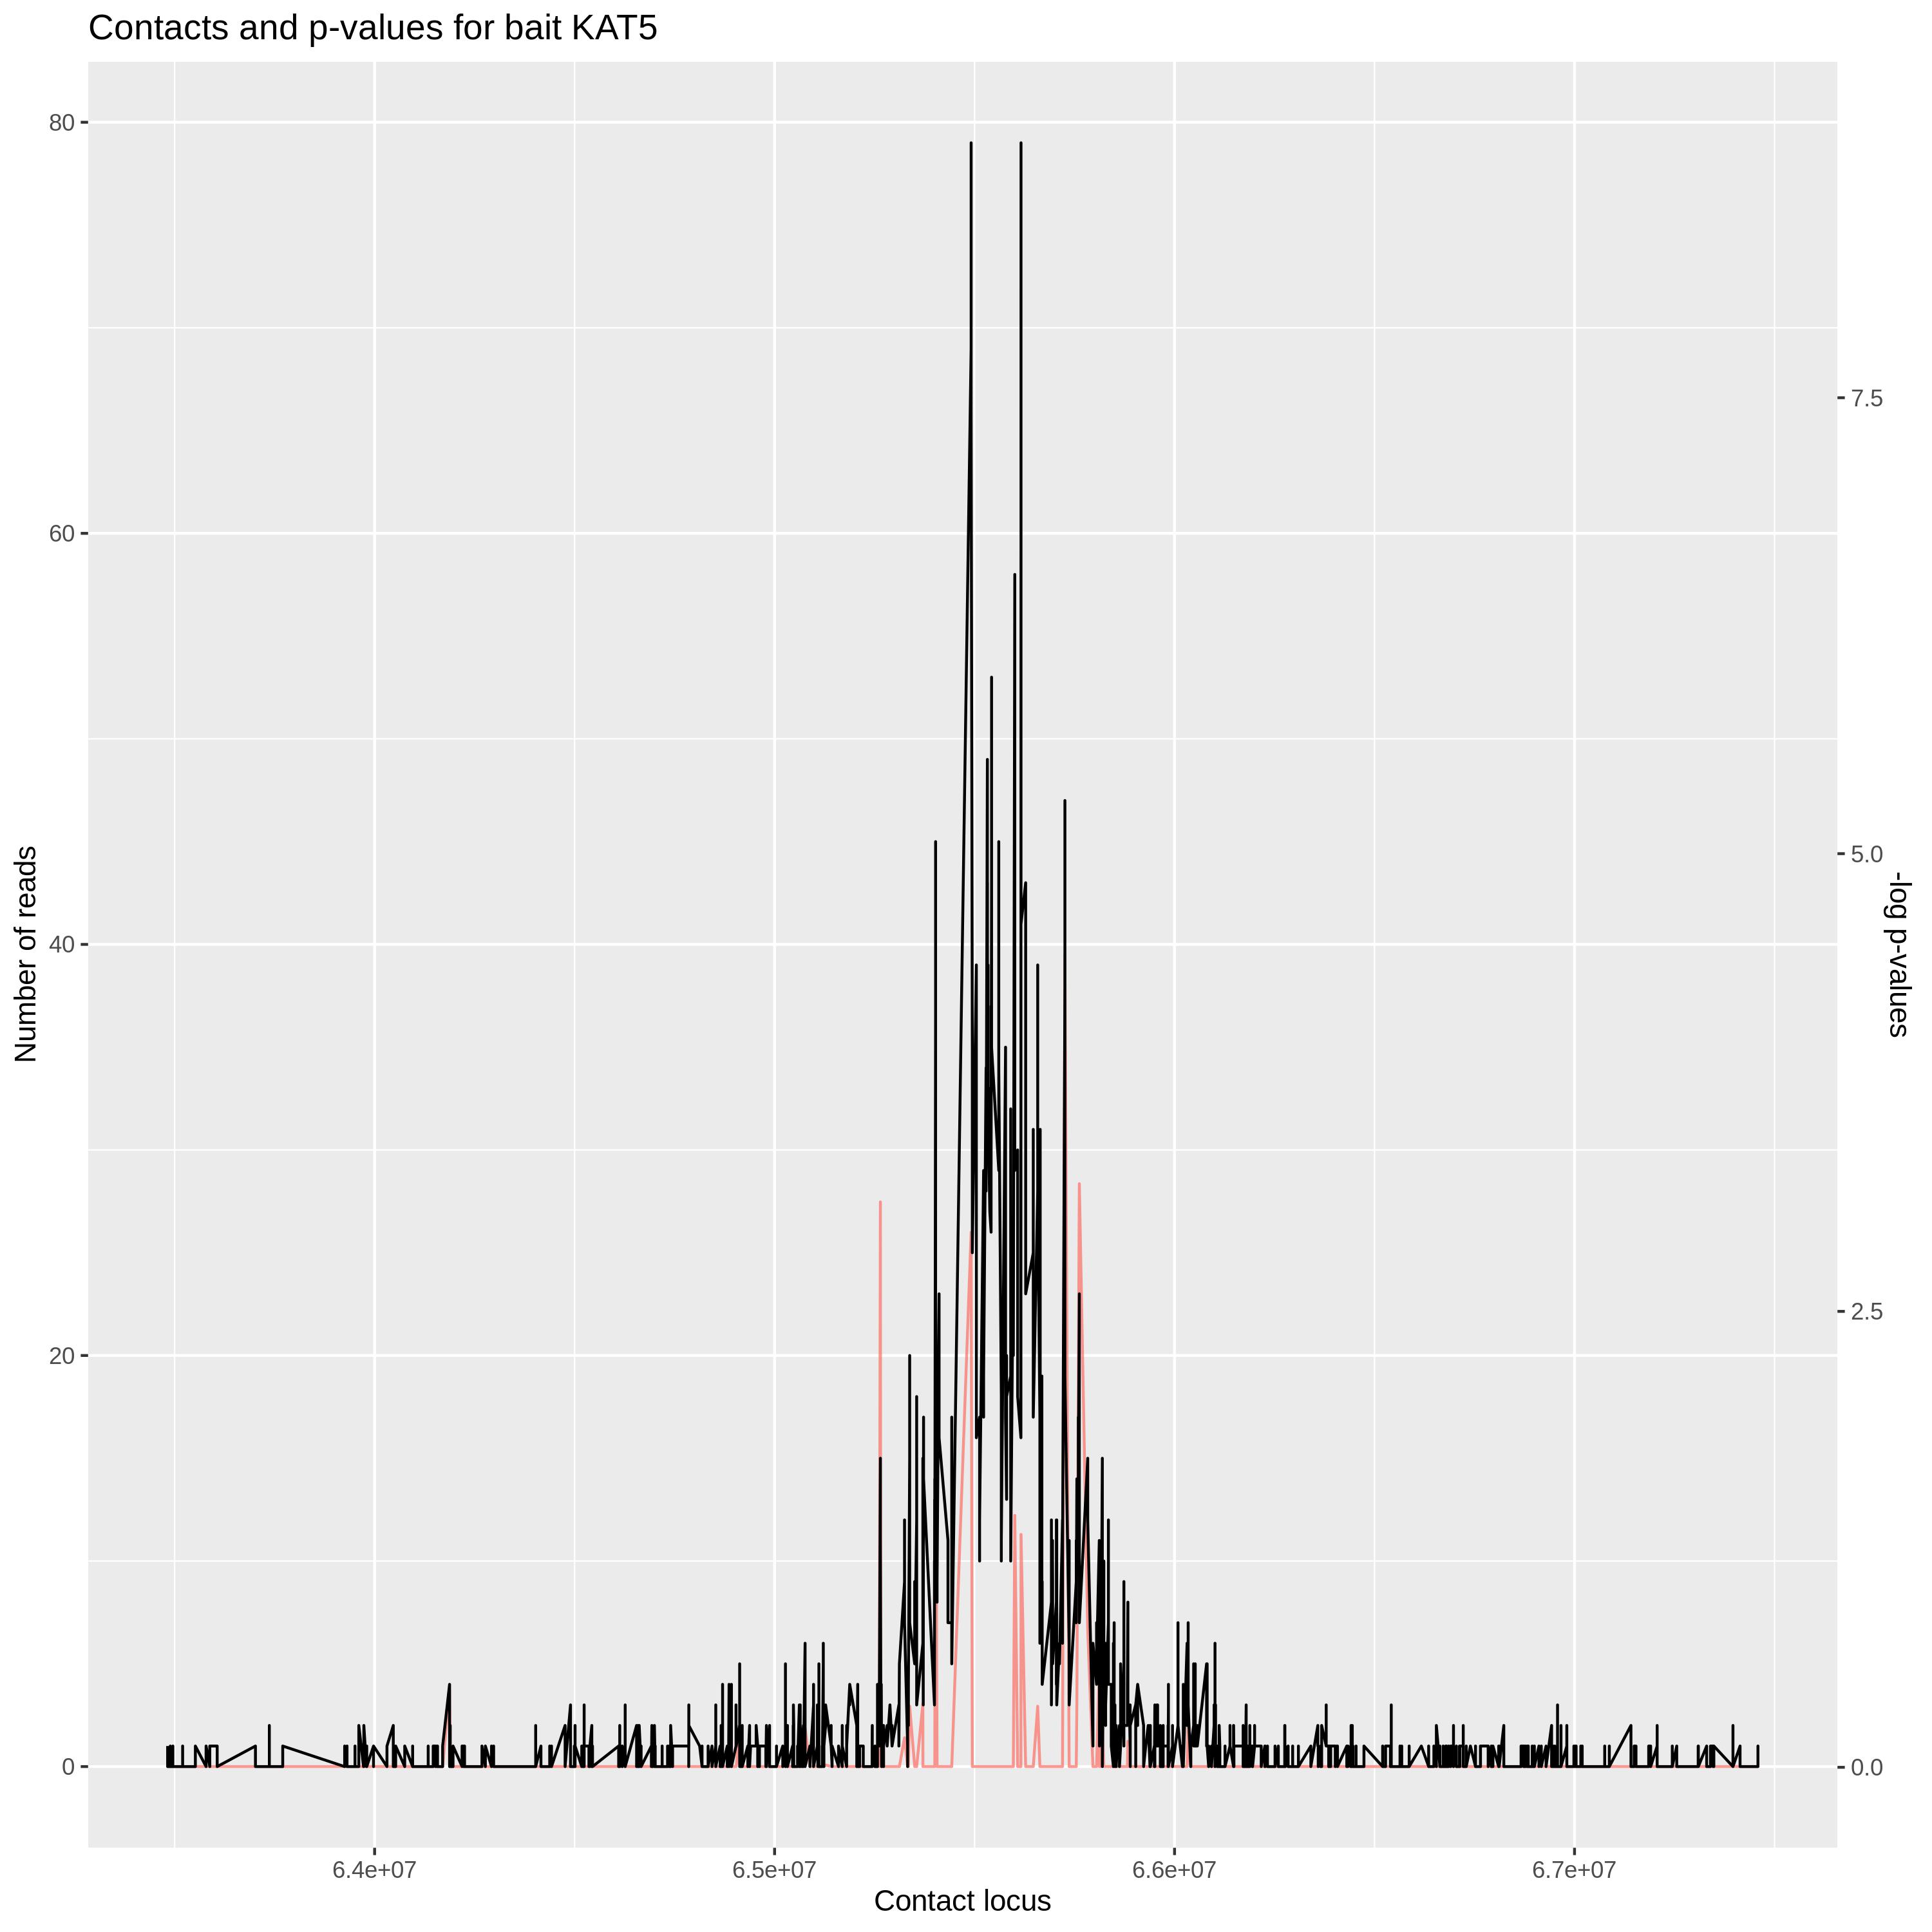 Contacts and p-values for bait KAT5
80
60
40
20
0
Number of reads
7.5
5.0
2.5
0.0
-log p-values
6.4e+07
6.5e+07
6.6e+07
6.7e+07
Contact locus